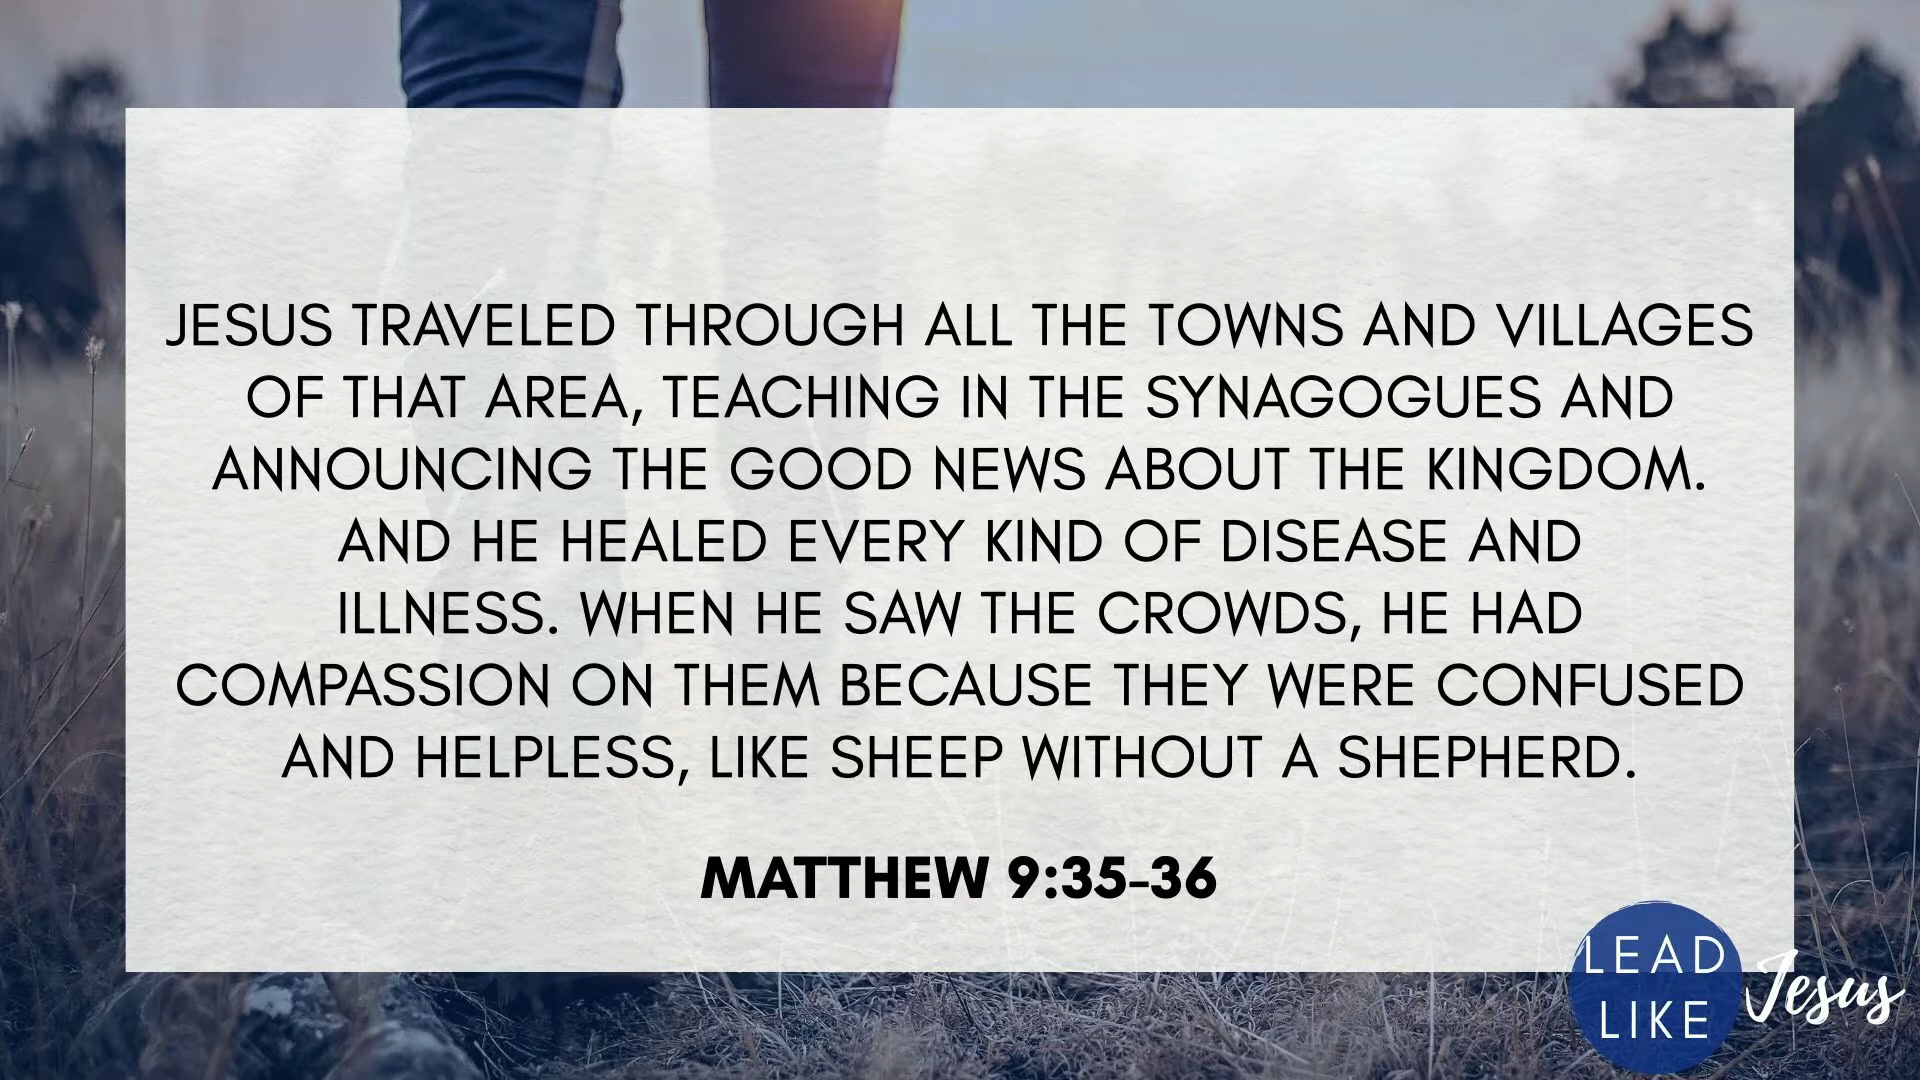 JESUS TRAVELED THROUGH ALL THE TOWNS AND VILLAGES
OF THAT AREA, TEACHING IN THE SYNAGOGUES AND
ANNOUNCING THE GOOD NEWS ABOUT THE KINGDOM.
AND HE HEALED EVERY KIND OF DISEASE AND
ILLNESS. WHEN HE SAW THE CROWDS, HE HAD
COMPASSION ON THEM BECAUSE THEY WERE CONFUSED
AND HELPLESS, LIKE SHEEP WITHOUT A SHEPHERD.
MATTHEW 9:35-36
LEAD
LIKE
Jesus